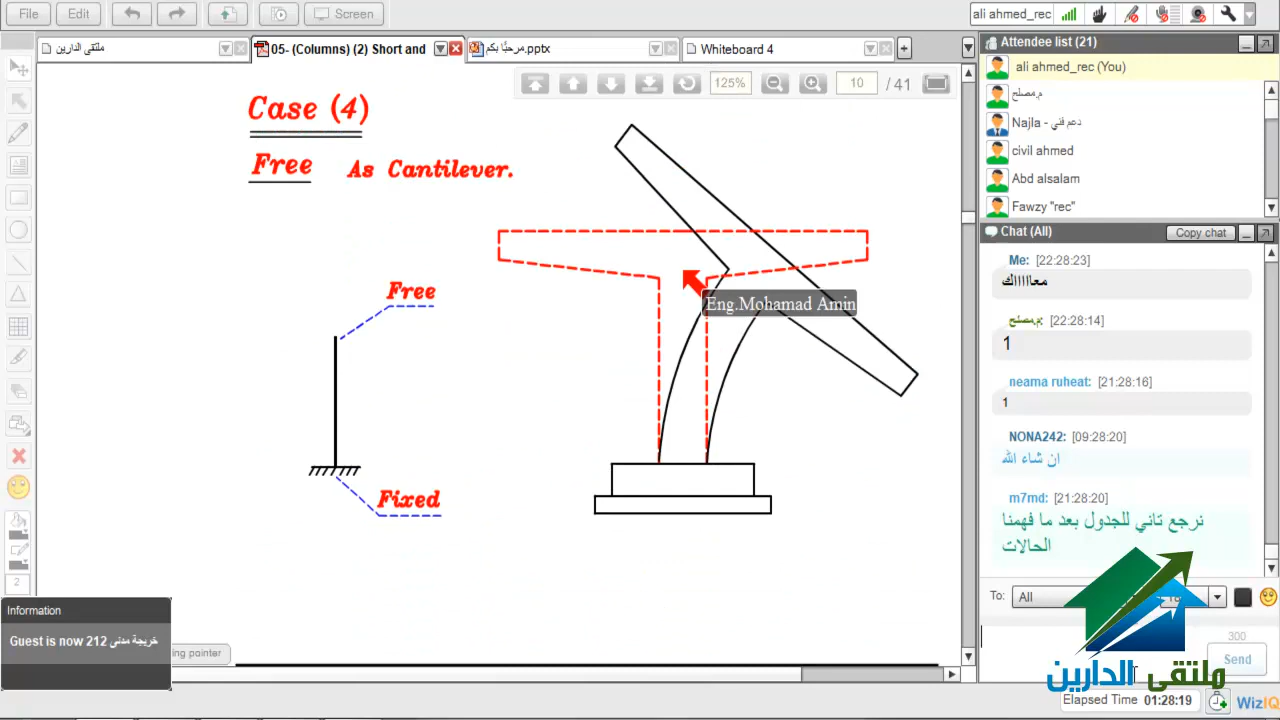 File
Edit
Screen
ali ahmed_rec
ملتقى الدارين
05- (Columns) (2) Short and
مرحبًا بكم.pptx
Whiteboard 4
125%
10 / 41
Case (4)
Free As Cantilever.
Free
Eng.Mohamad Amin
Fixed
2
Information
Guest is now 212 خريجة مدني
ing pointer
Attendee list (21)
ali ahmed_rec (You)
م.مصلح
Najla - دعم فني
civil ahmed
Abd alsalam
Fawzy "rec"
Chat (All)
Copy chat
Me: [22:28:23]
معااااك
م.مصلح: [22:28:14]
1
neama ruheat: [21:28:16]
1
NONA242: [09:28:20]
ان شاء الله
m7md: [21:28:20]
نرجع تاني للجدول بعد ما فهمنا
الحالات
To: All
300
Send
ملتقى الدارين
Elapsed Time 01:28:19
WizIQ